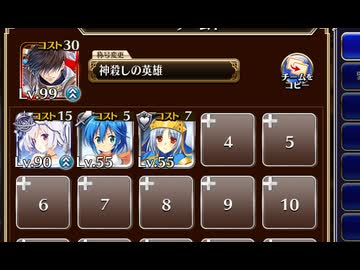 コスト30
称号変更
神殺しの英雄
チームを
コピー
Lv.99
コスト15
コスト 5
コスト 7
Lv.90
Lv.55
Lv.55
4
5
6
7
8
9
10